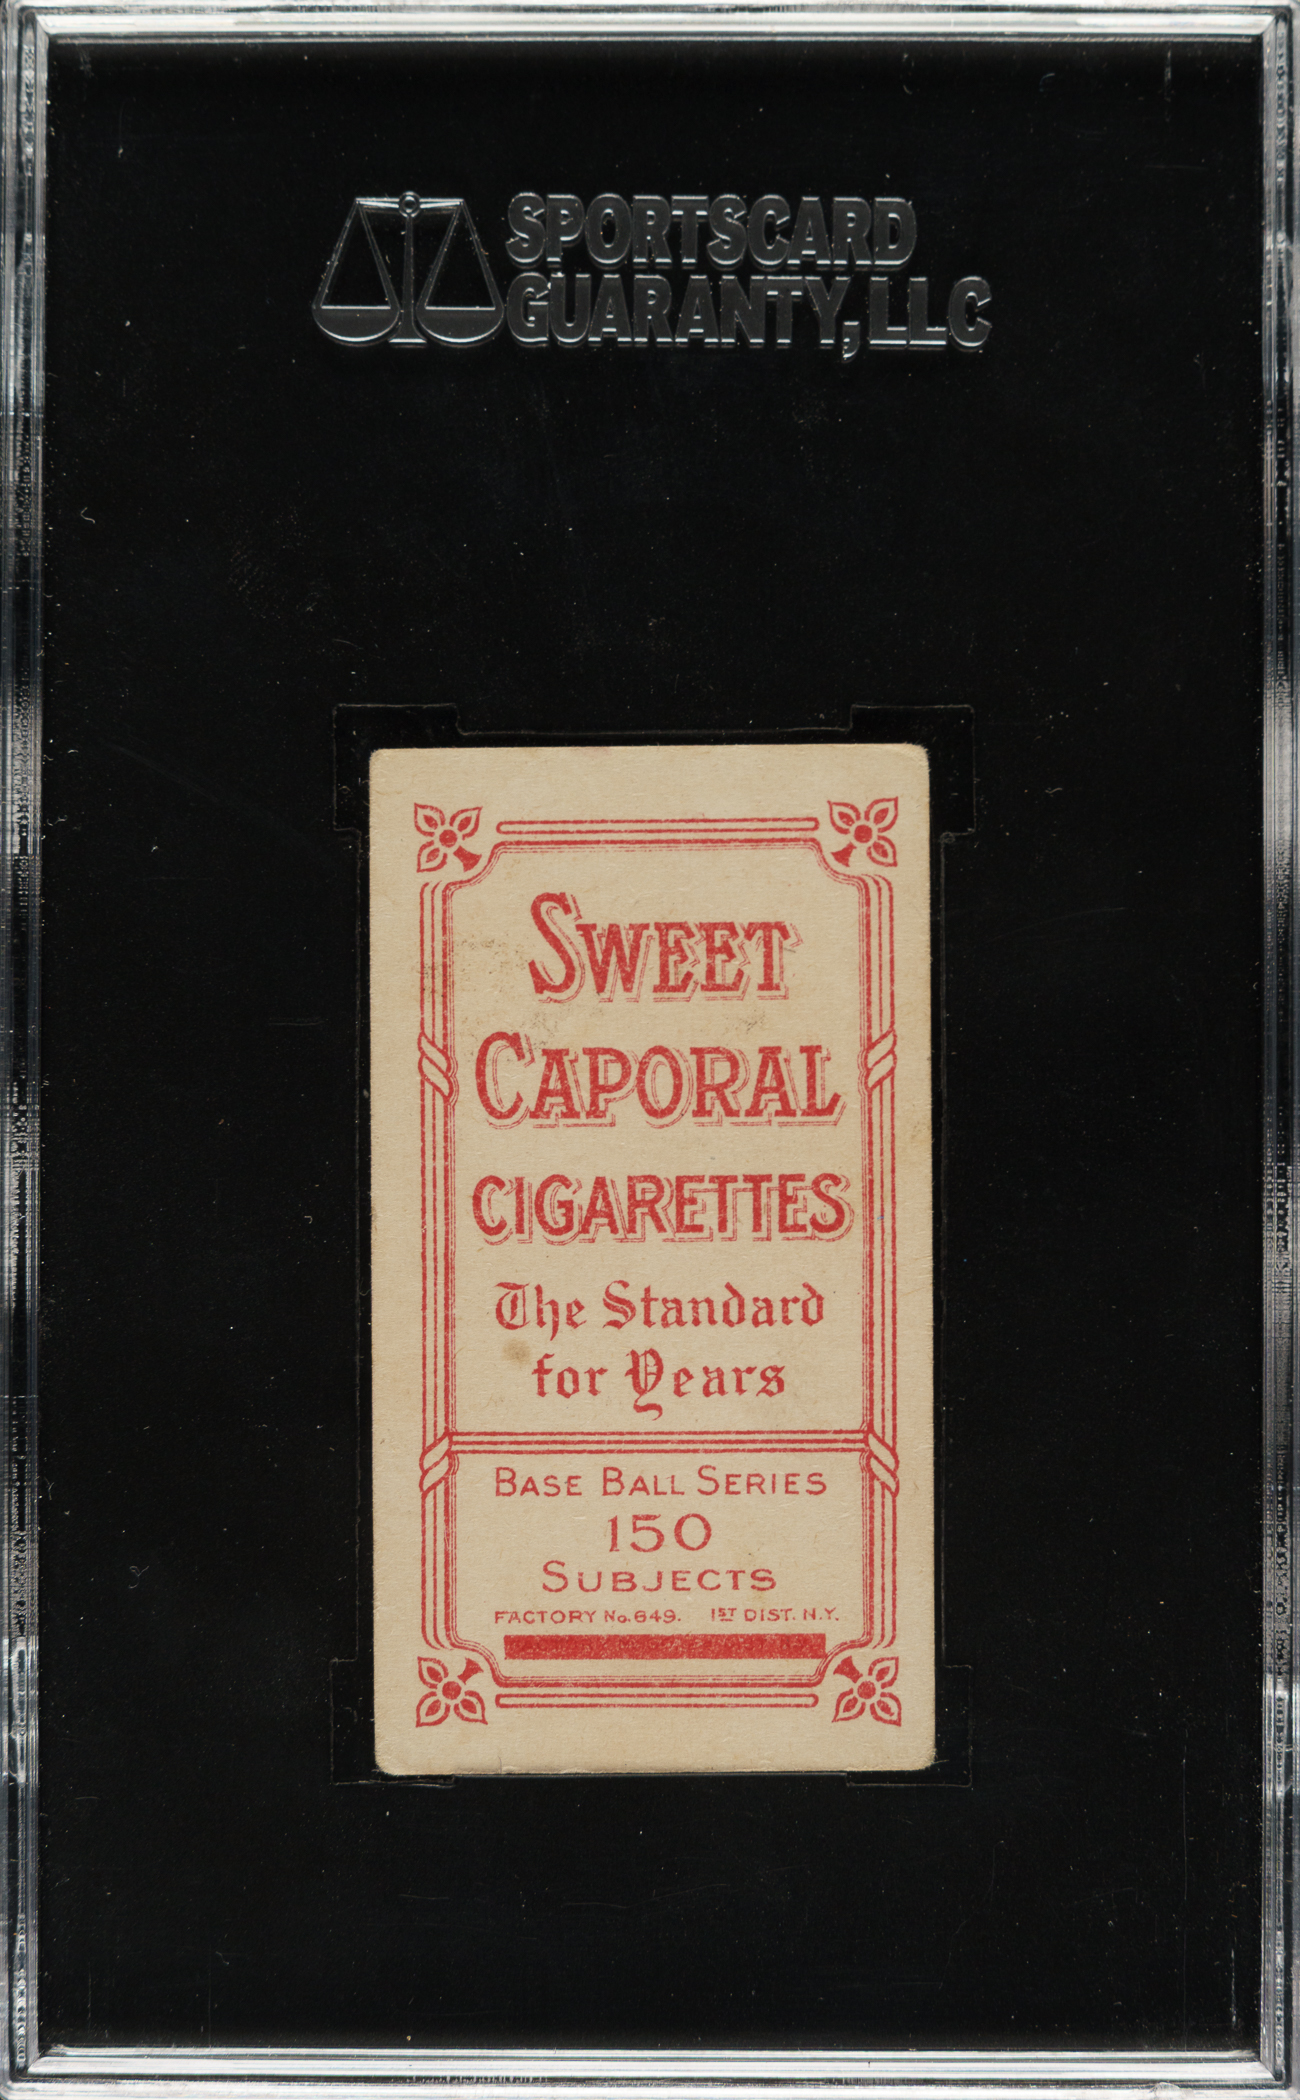 SPORTSCARD
GUARANTY, LLC
SWEET
CAPORAL
CIGARETTES
The Standard
for Years
BASE BALL SERIES
150
SUBJECTS
FACTORY No. 649. 1ST DIST. N.Y.